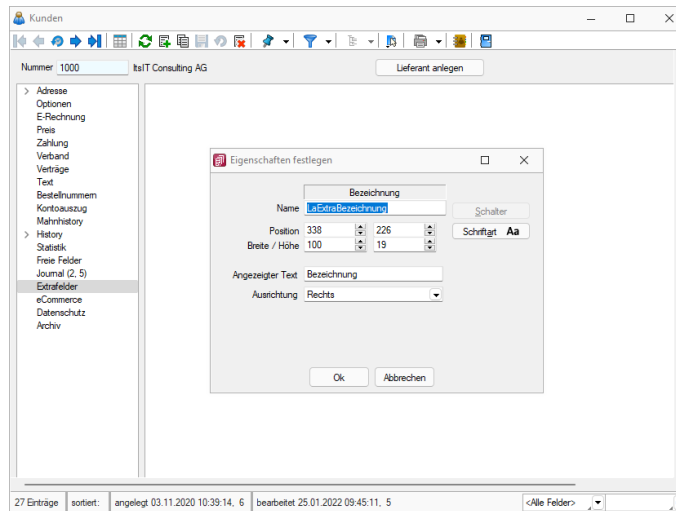 Kunden
Nummer 1000 ItsIT Consulting AG Lieferant anlegen
Adresse
Optionen
E-Rechnung
Preis
Zahlung
Verband
Verträge
Text
Bestellnummern
Kontoauszug
Mahnhistory
History
Statistik
Freie Felder
Journal (2, 5)
Extrafelder
eCommerce
Datenschutz
Archiv
Eigenschaften festlegen
Bezeichnung
Name LaExtraBezeichnung Schalter
Position 338 226 Schriftart Aa
Breite / Höhe 100 19
Angezeigter Text Bezeichnung
Ausrichtung Rechts
Ok Abbrechen
27 Einträge sortiert: angelegt 03.11.2020 10:39:14, 6 bearbeitet 25.01.2022 09:45:11, 5 <Alle Felder>